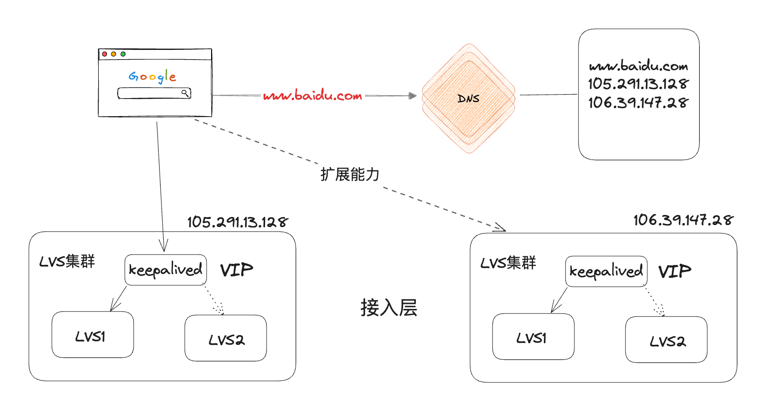 Google
www.baidu.com
DNS
www.baidu.com
105.291.13.128
106.39.147.28
扩展能力
105.291.13.128
LVS集群
keepalived
VIP
LVS1
LVS2
接入层
106.39.147.28
LVS集群
keepalived
VIP
LVS1
LVS2